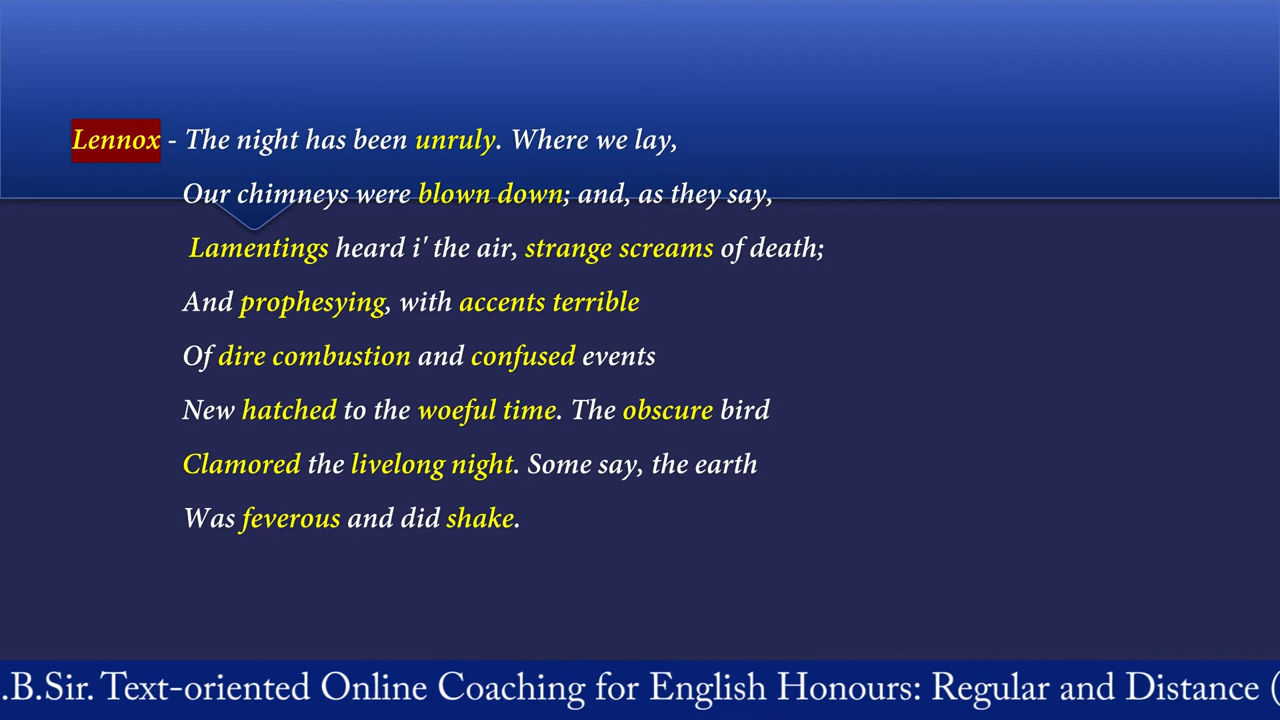 Lennox - The night has been unruly. Where we lay,
Our chimneys were blown down; and, as they say,
Lamentings heard i' the air, strange screams of death;
And prophesying, with accents terrible
Of dire combustion and confused events
New hatched to the woeful time. The obscure bird
Clamored the livelong night. Some say, the earth
Was feverous and did shake.
.B.Sir. Text-oriented Online Coaching for English Honours: Regular and Distance (